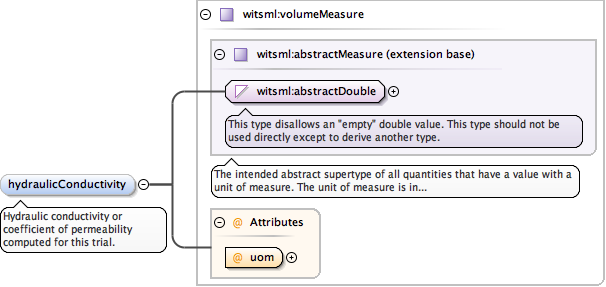 witsml:volumeMeasure
witsml:abstractMeasure (extension base)
witsml:abstractDouble
This type disallows an "empty" double value. This type should not be
used directly except to derive another type.
The intended abstract supertype of all quantities that have a value with a
unit of measure. The unit of measure is in...
hydraulicConductivity
Hydraulic conductivity or
coefficient of permeability
computed for this trial.
@ Attributes
@ uom